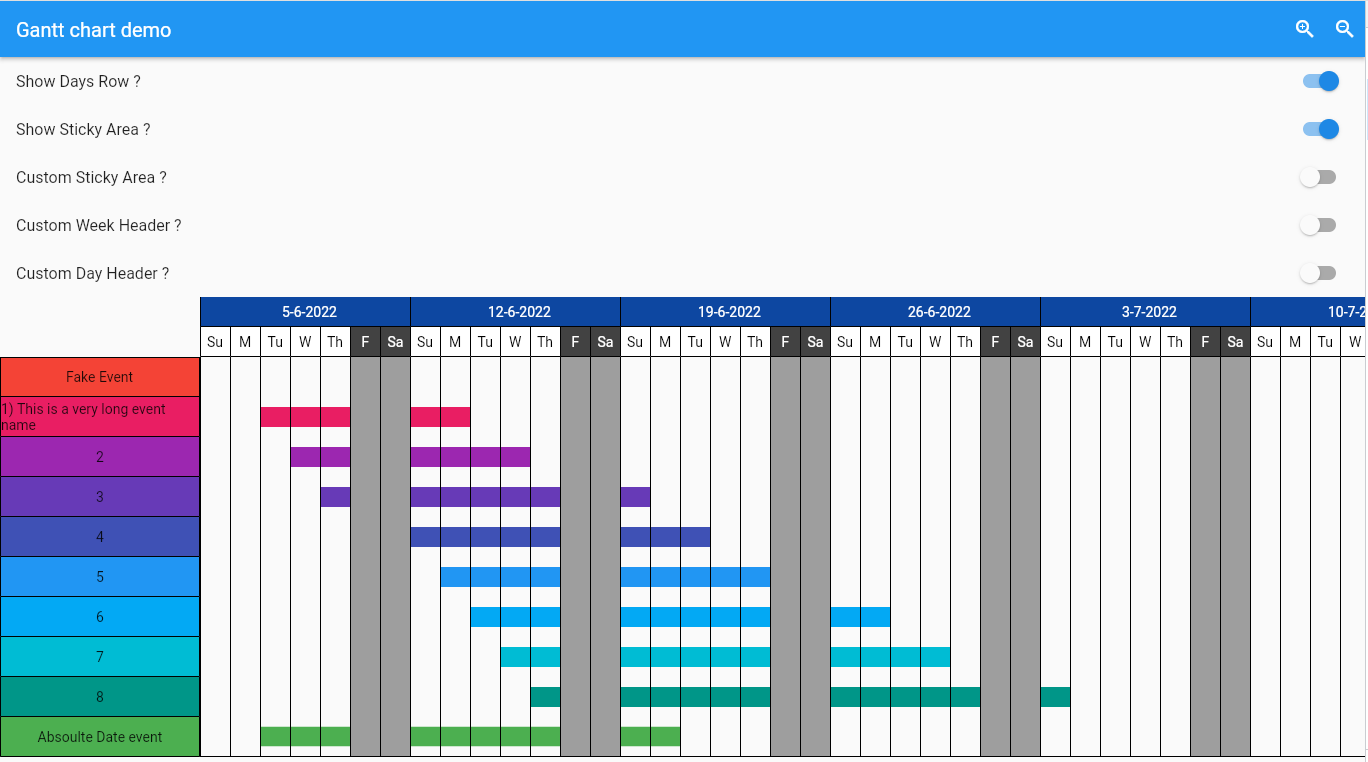 Gantt chart demo
Show Days Row ?
Show Sticky Area ?
Custom Sticky Area ?
Custom Week Header ?
Custom Day Header ?
5-6-2022 12-6-2022 19-6-2022 26-6-2022 3-7-2022 10-7-2
Su M Tu W Th F Sa Su M Tu W Th F Sa Su M Tu W Th F Sa Su M Tu W Th F Sa Su M Tu W Th F Sa Su M Tu W
Fake Event
1) This is a very long event
name
2
3
4
5
6
7
8
Absoulte Date event